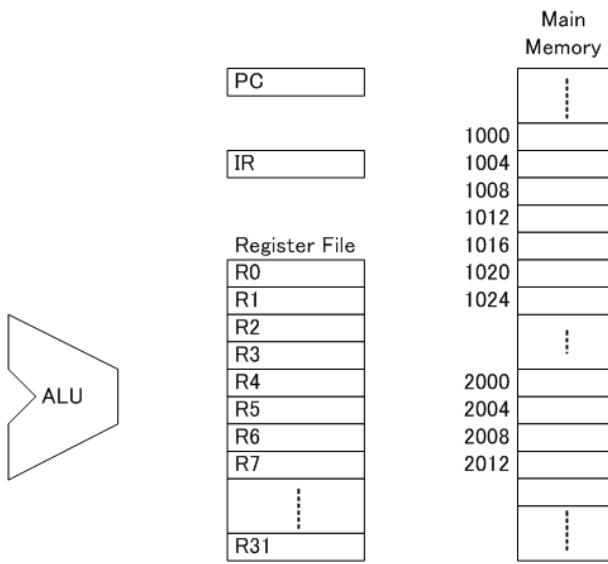 Main
Memory
PC
IR
Register File
R0
R1
R2
R3
R4
R5
R6
R7
R31
ALU
1000
1004
1008
1012
1016
1020
1024
2000
2004
2008
2012